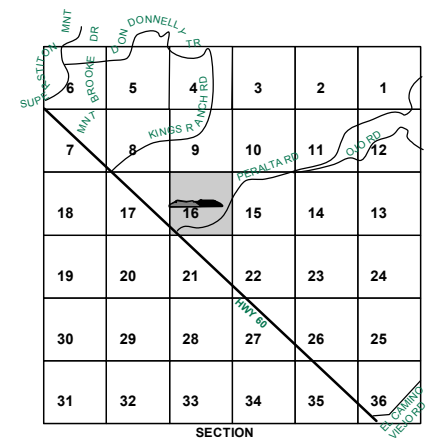 SUPERSTITION MNT
MNT BROOKE DR
DON DONNELLY TR
6 5 4 3 2 1
KINGS RANCH RD
7 8 9 10 11 12
PERALTA RD
OJO RD
18 17 16 15 14 13
19 20 21 22 23 24
HWY 60
30 29 28 27 26 25
31 32 33 34 35 36
EL CAMINO
VIEJO RD
SECTION